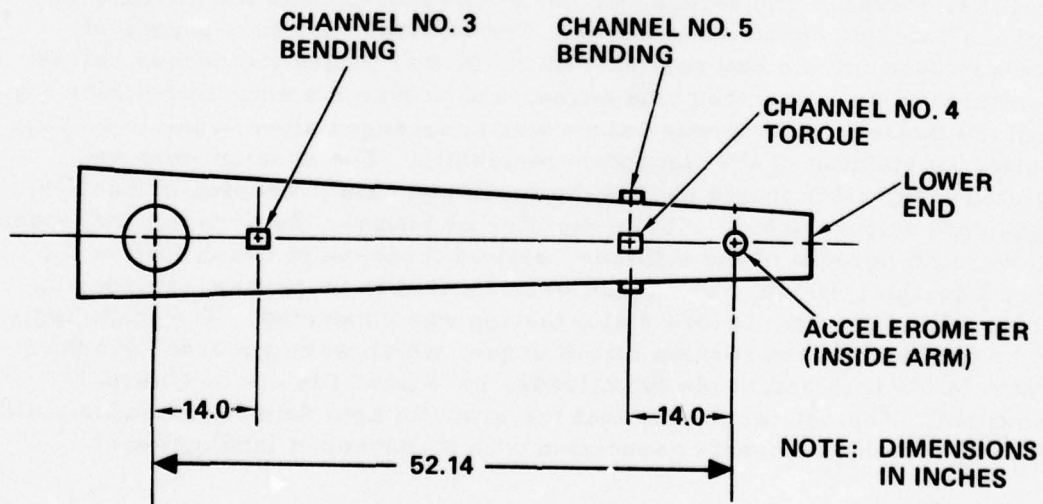 CHANNEL NO. 3
BENDING
CHANNEL NO. 5
BENDING
CHANNEL NO. 4
TORQUE
LOWER
END
ACCELEROMETER
(INSIDE ARM)
14.0
14.0
52.14
NOTE: DIMENSIONS
IN INCHES